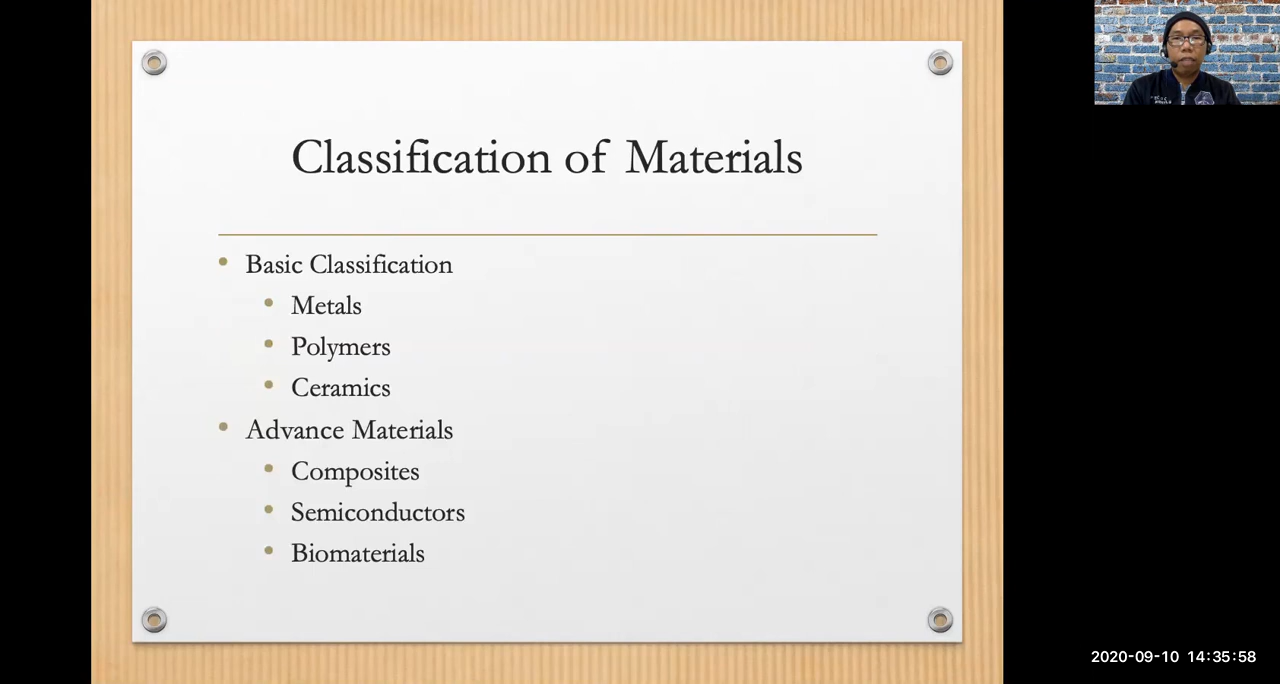 Classification of Materials
Basic Classification
Metals
Polymers
Ceramics
Advance Materials
Composites
Semiconductors
Biomaterials
2020-09-10 14:35:58